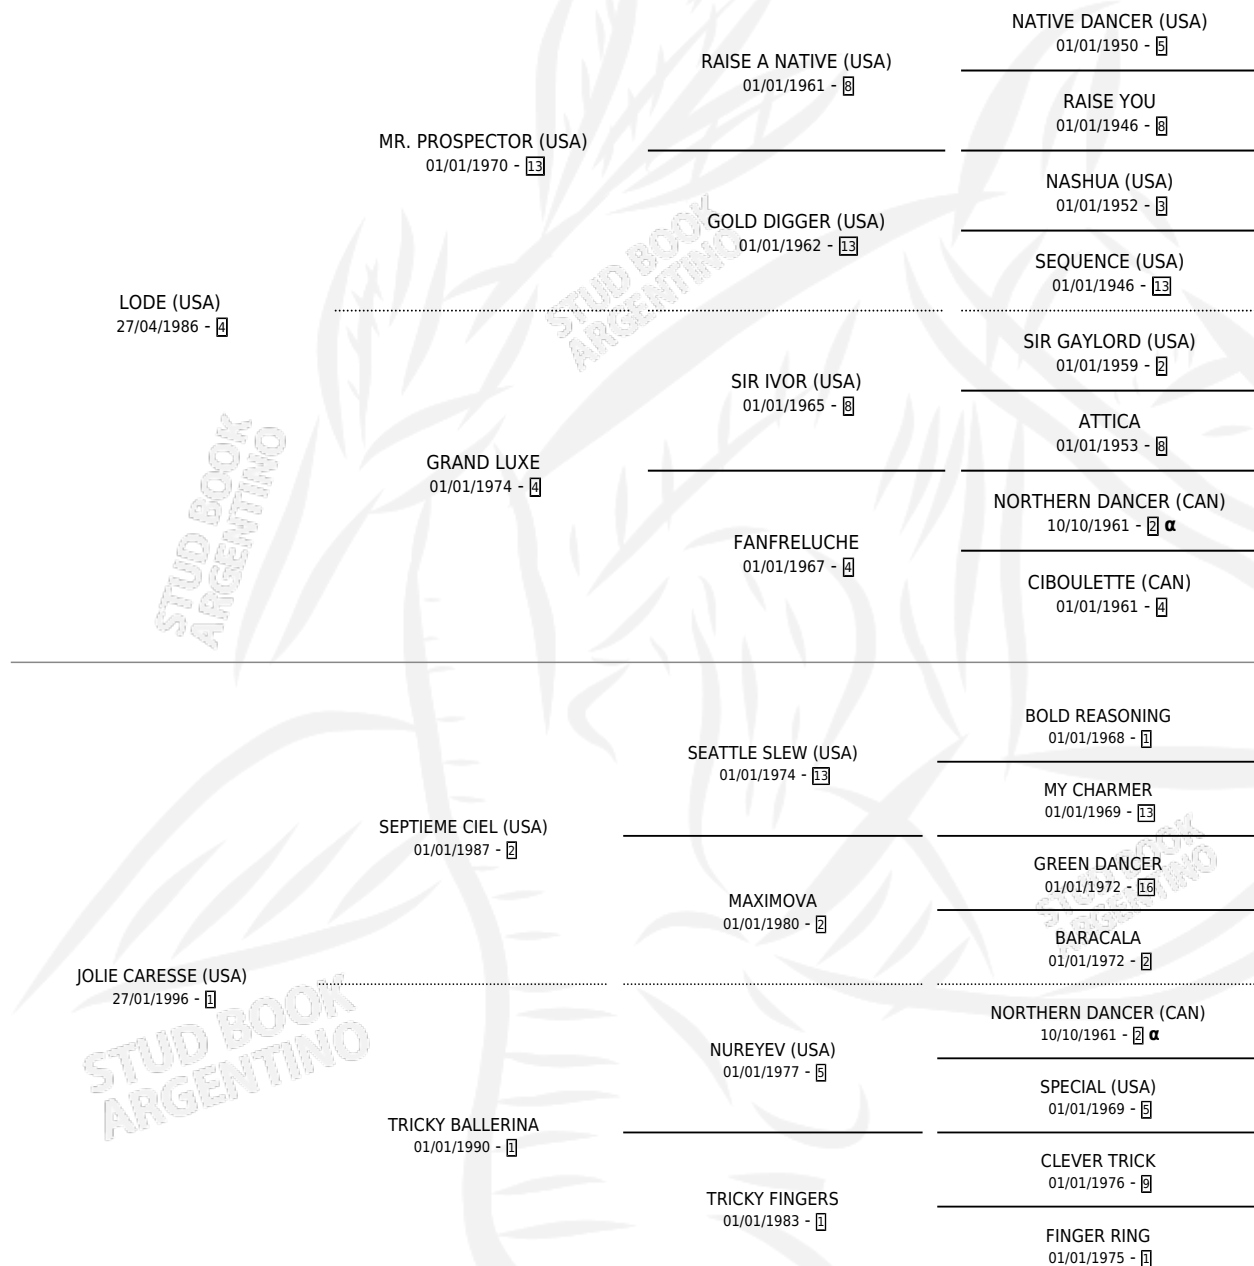 NATIVE DANCER (USA)
01/01/1950 - 5
RAISE A NATIVE (USA)
01/01/1961 - 8
RAISE YOU
01/01/1946 - 8
MR. PROSPECTOR (USA)
01/01/1970 - 13
NASHUA (USA)
01/01/1952 - 3
GOLD DIGGER (USA)
01/01/1962 - 13
SEQUENCE (USA)
01/01/1946 - 13
LODE (USA)
27/04/1986 - 4
SIR GAYLORD (USA)
01/01/1959 - 2
SIR IVOR (USA)
01/01/1965 - 8
ATTICA
01/01/1953 - 8
GRAND LUXE
01/01/1974 - 4
NORTHERN DANCER (CAN)
10/10/1961 - 2 α
FANFRELUCHE
01/01/1967 - 4
CIBOULETTE (CAN)
01/01/1961 - 4
BOLD REASONING
01/01/1968 - 1
SEATTLE SLEW (USA)
01/01/1974 - 13
MY CHARMER
01/01/1969 - 13
SEPTIEME CIEL (USA)
01/01/1987 - 2
GREEN DANCER
01/01/1972 - 16
MAXIMOVA
01/01/1980 - 2
BARACALA
01/01/1972 - 2
JOLIE CARESSE (USA)
27/01/1996 - 1
NORTHERN DANCER (CAN)
10/10/1961 - 2 α
NUREYEV (USA)
01/01/1977 - 5
SPECIAL (USA)
01/01/1969 - 5
TRICKY BALLERINA
01/01/1990 - 1
CLEVER TRICK
01/01/1976 - 9
TRICKY FINGERS
01/01/1983 - 1
FINGER RING
01/01/1975 - 1
STUD BOOK
ARGENTINO
STUD BOOK
ARGENTINO
STUD BOOK
ARGENTINO
STUD BOOK
ARGENTINO